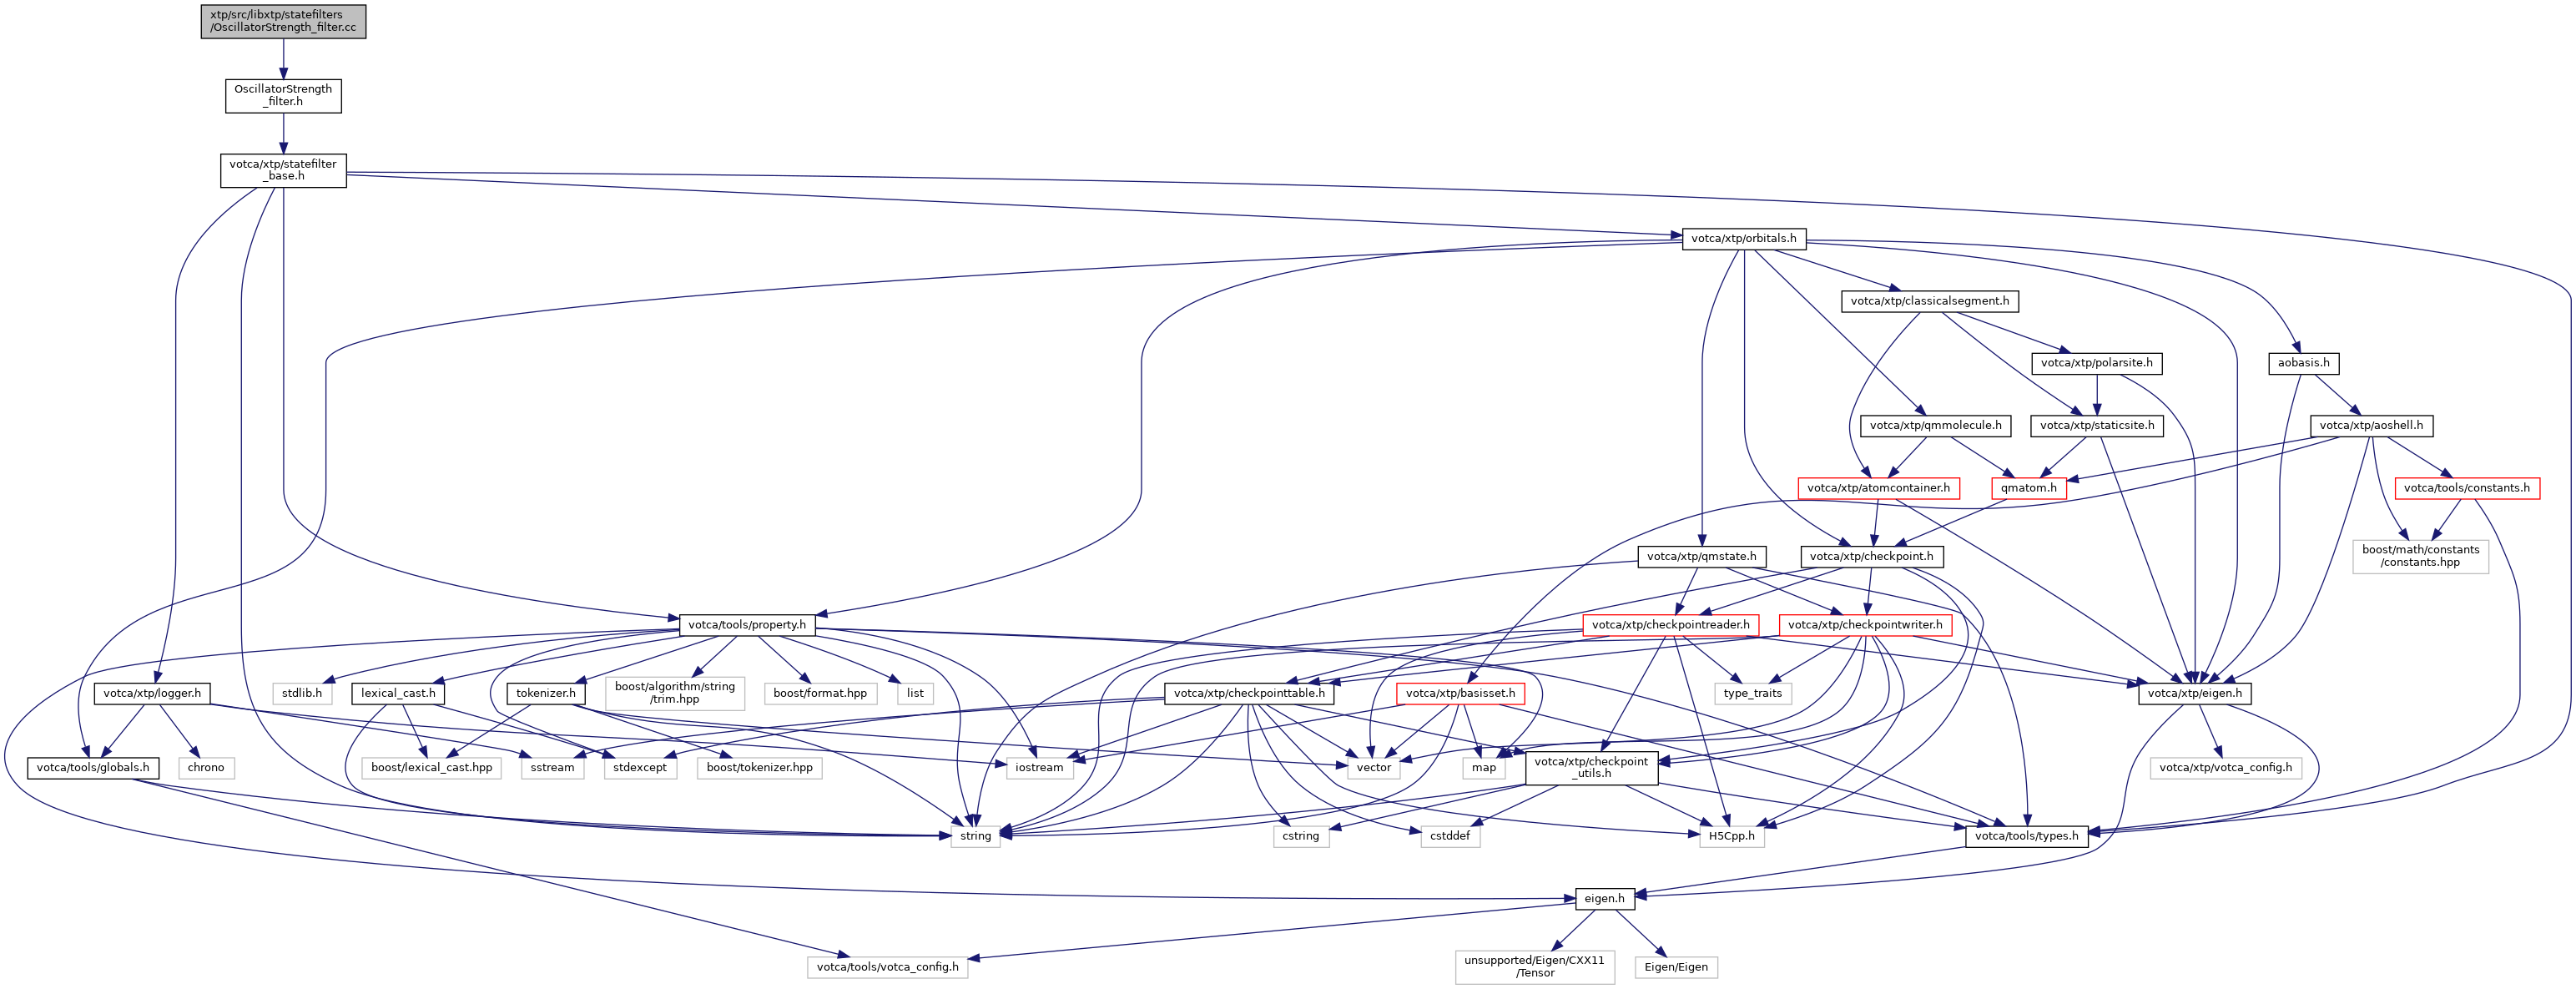 xtp/src/libxtp/statefilters
/OscillatorStrength_filter.cc
OscillatorStrength
_filter.h
votca/xtp/statefilter
_base.h
votca/xtp/orbitals.h
votca/xtp/classicalsegment.h
votca/xtp/polarsite.h
aobasis.h
votca/xtp/qmmolecule.h
votca/xtp/staticsite.h
votca/xtp/aoshell.h
votca/xtp/atomcontainer.h
qmatom.h
votca/tools/constants.h
votca/xtp/qmstate.h
votca/xtp/checkpoint.h
boost/math/constants
/constants.hpp
votca/tools/property.h
votca/xtp/checkpointreader.h
votca/xtp/checkpointwriter.h
votca/xtp/logger.h
stdlib.h
lexical_cast.h
tokenizer.h
boost/algorithm/string
/trim.hpp
boost/format.hpp
list
votca/xtp/checkpointtable.h
votca/xtp/basisset.h
type_traits
votca/xtp/eigen.h
votca/tools/globals.h
chrono
boost/lexical_cast.hpp
sstream
stdexcept
boost/tokenizer.hpp
iostream
vector
map
votca/xtp/checkpoint
_utils.h
votca/xtp/votca_config.h
string
cstring
cstddef
H5Cpp.h
votca/tools/types.h
eigen.h
votca/tools/votca_config.h
unsupported/Eigen/CXX11
/Tensor
Eigen/Eigen